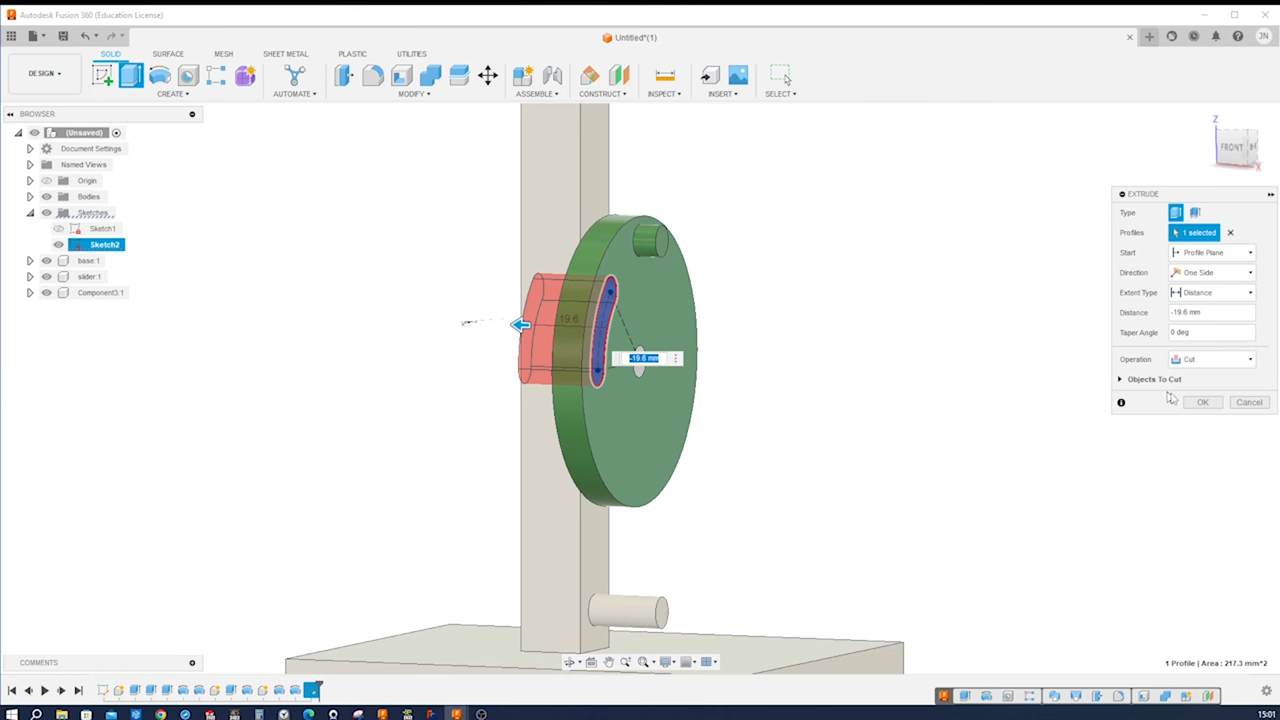 Autodesk Fusion 360 (Education License)
Untitled*(1)
JN
DESIGN
SOLID
SURFACE
MESH
SHEET METAL
PLASTIC
UTILITIES
CREATE
AUTOMATE
MODIFY
ASSEMBLE
CONSTRUCT
INSPECT
INSERT
SELECT
BROWSER
(Unsaved)
Document Settings
Named Views
Origin
Bodies
Sketches
Sketch1
Sketch2
base:1
slider:1
Component3:1
Z
FRONT
X
19.6
-19.6 mm
EXTRUDE
Type
Profiles 1 selected
Start Profile Plane
Direction One Side
Extent Type Distance
Distance -19.6 mm
Taper Angle 0 deg
Operation Cut
Objects To Cut
OK Cancel
COMMENTS
1 Profile | Area : 217.3 mm^2
15:01